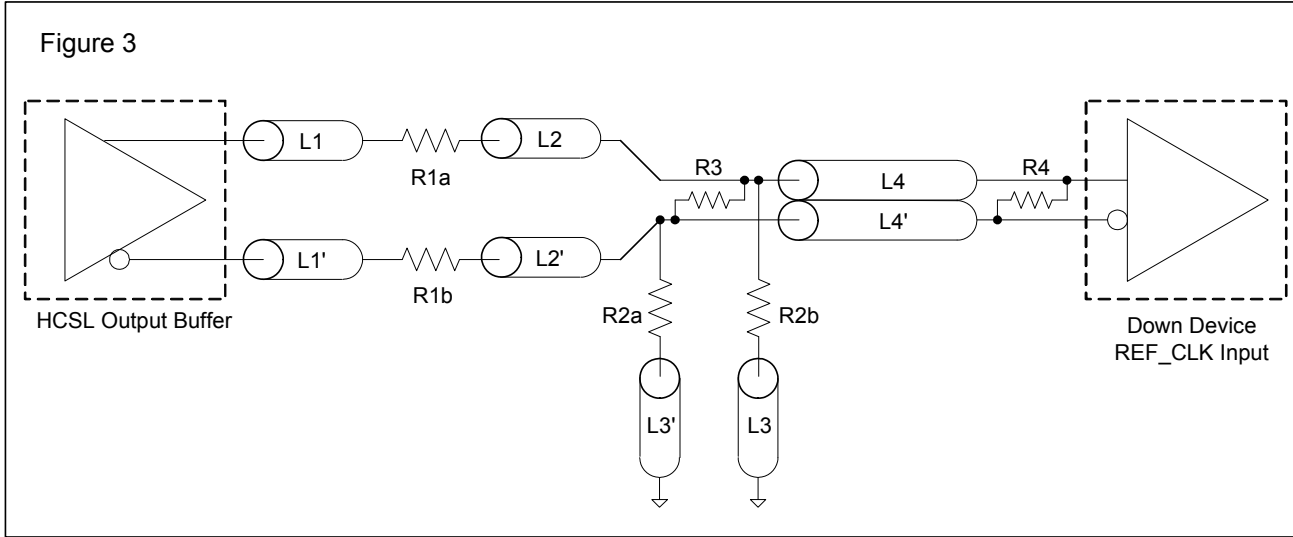 Figure 3
L1
R1a
L2
R3
L4
R4
L1'
R1b
L2'
L4'
HCSL Output Buffer
R2a
R2b
Down Device
REF_CLK Input
L3'
L3